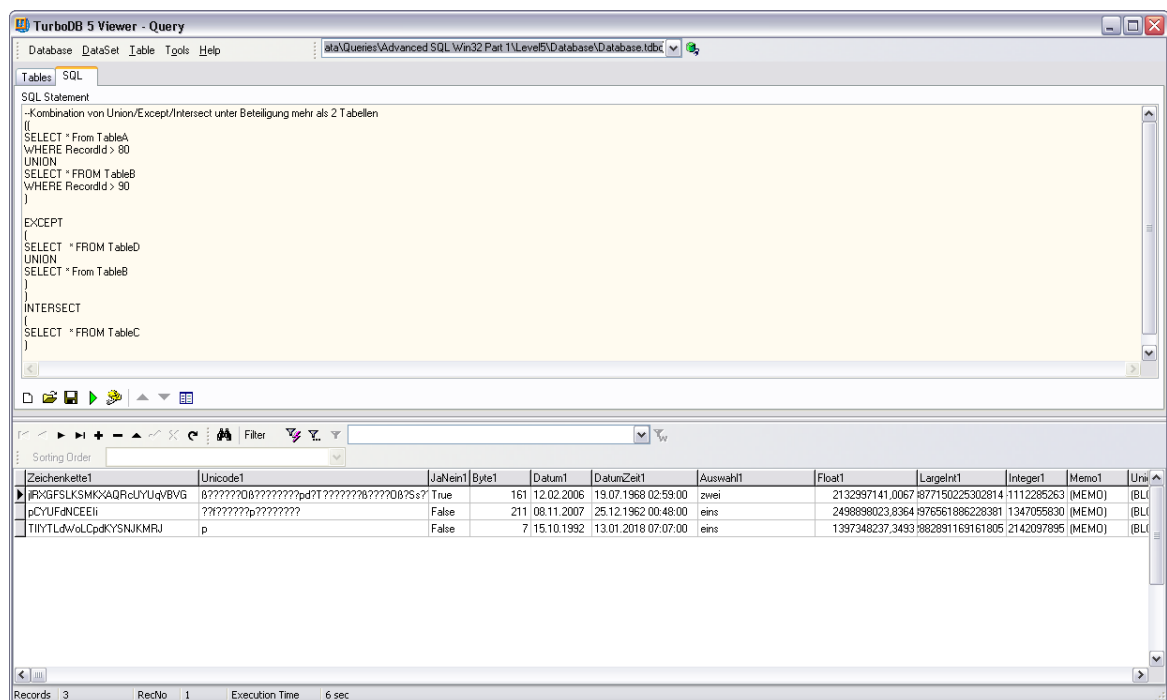 TurboDB 5 Viewer - Query
Database DataSet Table Tools Help
ata\Queries\Advanced SQL Win32 Part 1\Level5\Database\Database.tdbd
Tables SQL
SQL Statement
--Kombination von Union/Except/Intersect unter Beteiligung mehr als 2 Tabellen
((
SELECT * From TableA
WHERE RecordId > 80
UNION
SELECT * FROM TableB
WHERE RecordId > 90
)
EXCEPT
(
SELECT * FROM TableD
UNION
SELECT * From TableB
)
)
INTERSECT
(
SELECT * FROM TableC
)
Filter
Sorting Order
Zeichenkette1 Unicode1 JaNein1 Byte1 Datum1 DatumZeit1 Auswahl1 Float1 LargeInt1 Integer1 Memo1
True 161 12.02.2006 19.07.1968 02:59:00 zwei 2132997141,0067 -1112285263 (MEMO) (BL
pCYUFdNCEEli ??f??????p???????? False 211 08.11.2007 25.12.1962 00:48:00 eins 2498898023,8364 1347055830 (MEMO) (BL
TIIYTLdWoLCpdKYSNJKMRJ p False 7 15.10.1992 13.01.2018 07:07:00 eins 1397348237,3493 2142097895 (MEMO) (BL
Records 3 RecNo 1 Execution Time 6 sec